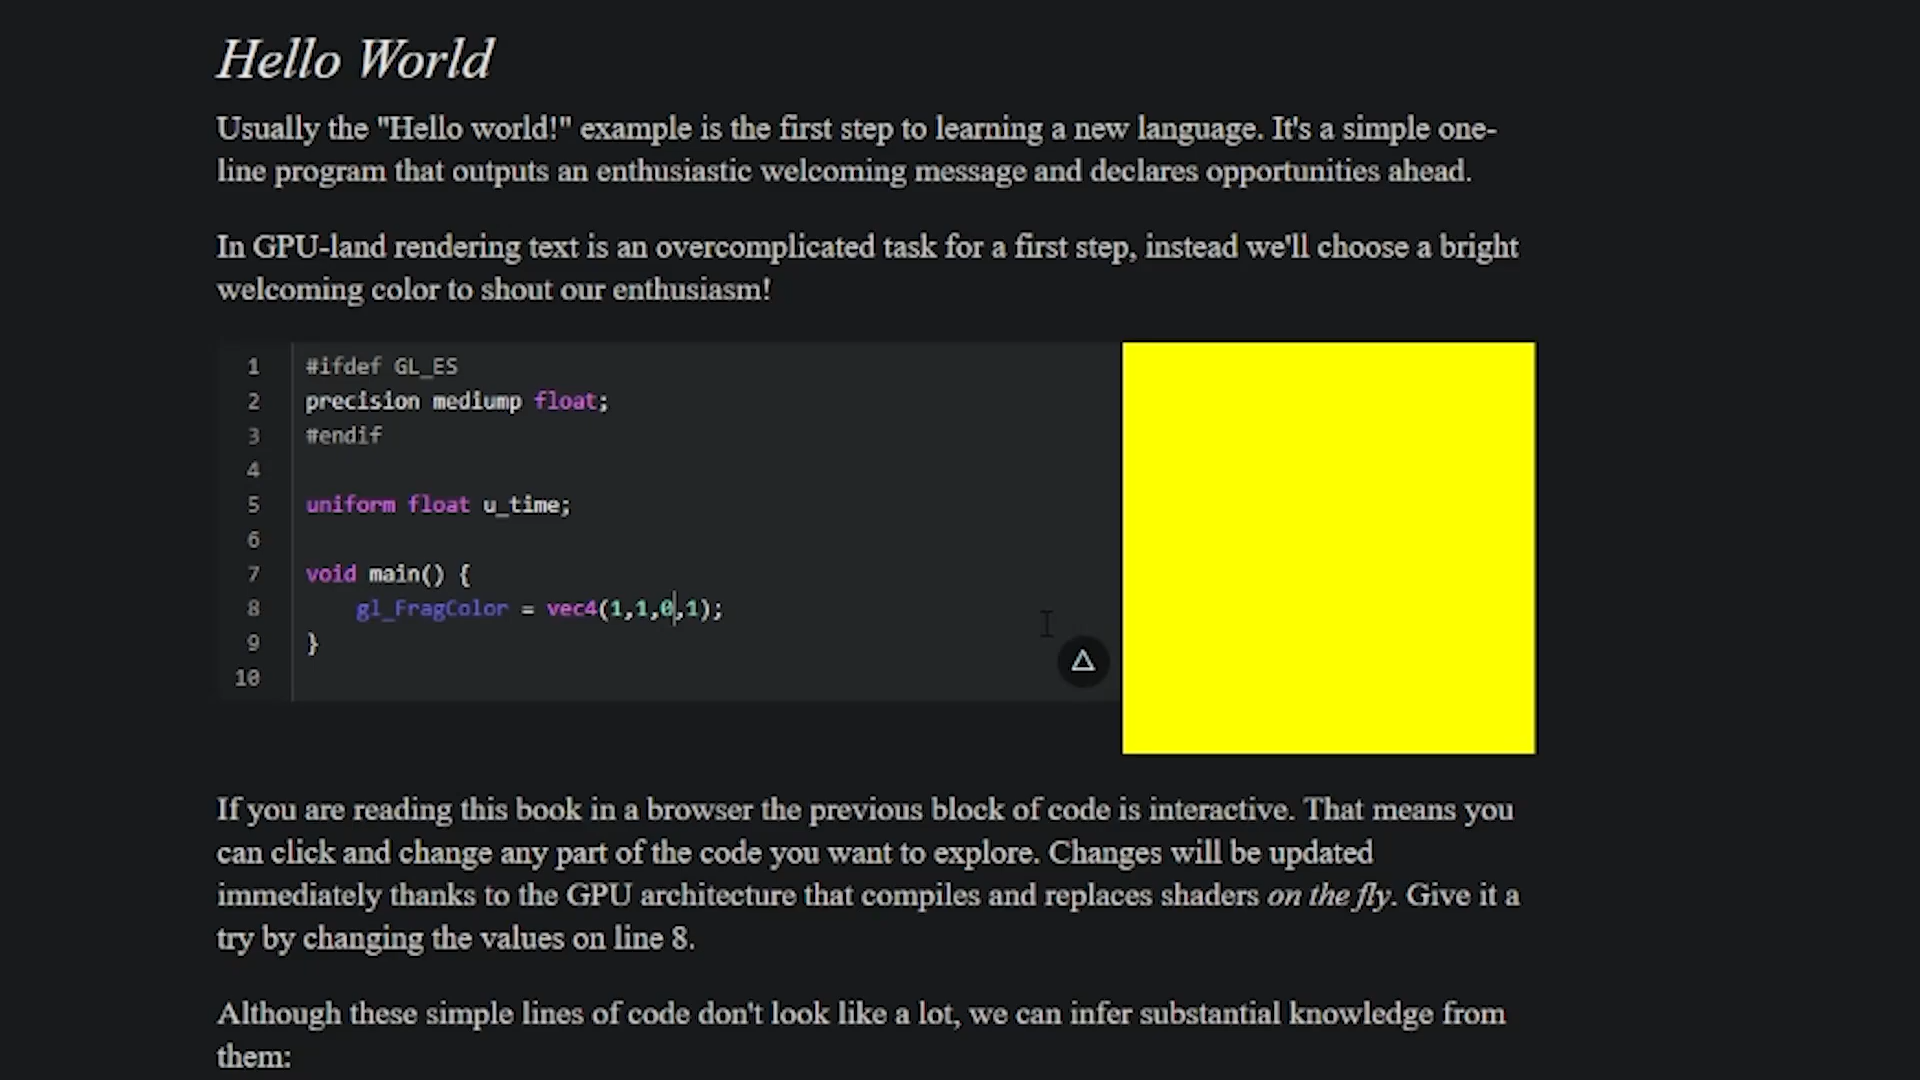 Hello World
Usually the "Hello world!" example is the first step to learning a new language. It's a simple one-
line program that outputs an enthusiastic welcoming message and declares opportunities ahead.
In GPU-land rendering text is an overcomplicated task for a first step, instead we'll choose a bright
welcoming color to shout our enthusiasm!
1 #ifdef GL_ES
2 precision mediump float;
3 #endif
4
5 uniform float u_time;
6
7 void main() {
8 gl_FragColor = vec4(1,1,0,1);
9 }
10
If you are reading this book in a browser the previous block of code is interactive. That means you
can click and change any part of the code you want to explore. Changes will be updated
immediately thanks to the GPU architecture that compiles and replaces shaders on the fly. Give it a
try by changing the values on line 8.
Although these simple lines of code don't look like a lot, we can infer substantial knowledge from
them: